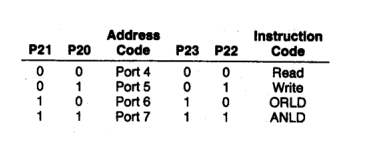 Address Instruction
P21 P20 Code P23 P22 Code
0 0 Port 4 0 0 Read
0 1 Port 5 0 1 Write
1 0 Port 6 1 0 ORLD
1 1 Port 7 1 1 ANLD